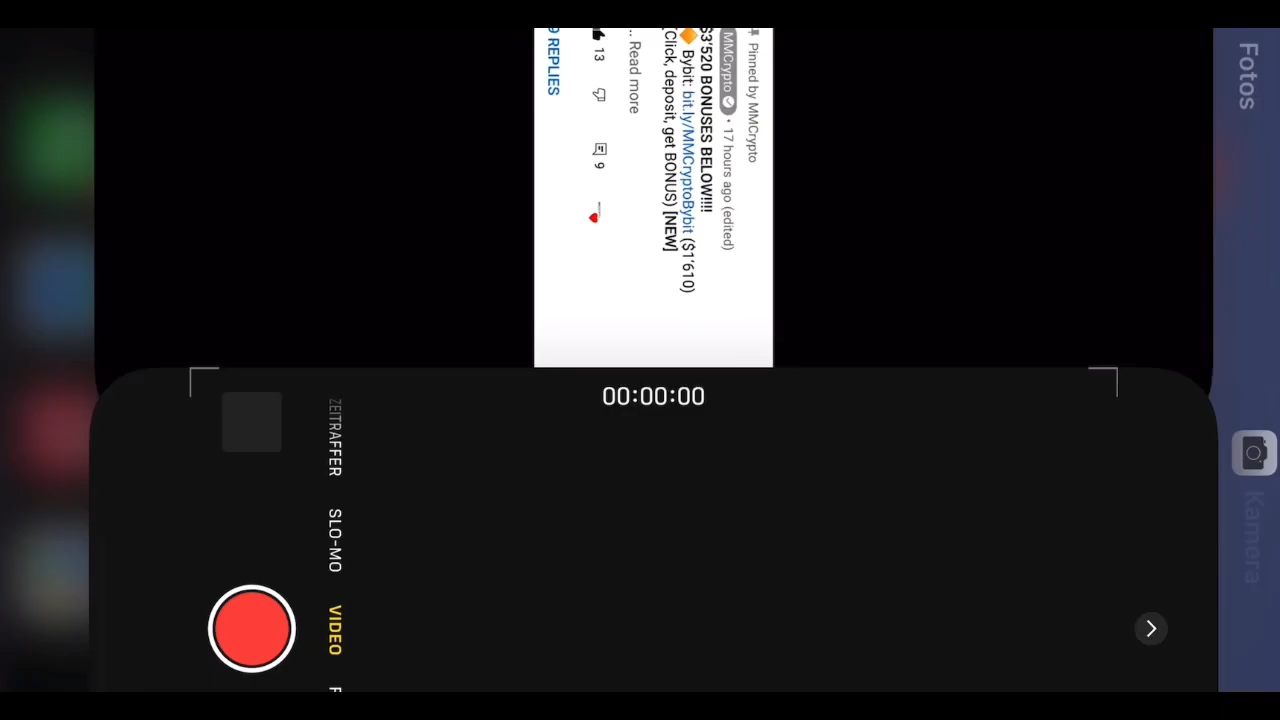 Fotos
Kamera
Pinned by MMCrypto
MMCrypto • 17 hours ago (edited)
$3'520 BONUSES BELOW!!!!
Bybit: bit.ly/MMCryptoBybit ($1'610)
(Click, deposit, get BONUS) [NEW]
... Read more
13
9
9 REPLIES
00:00:00
ZEITRAFFER
SLO-MO
VIDEO